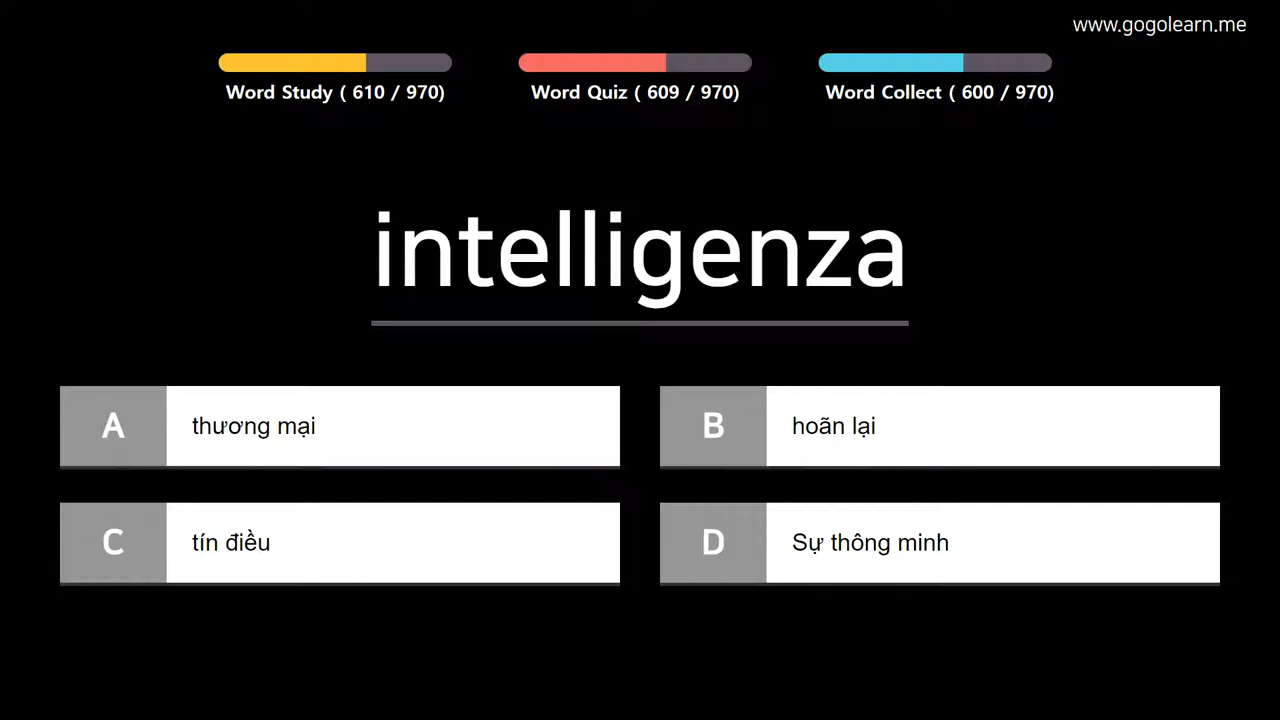 www.gogolearn.me
Word Study ( 610 / 970)
Word Quiz ( 609 / 970)
Word Collect ( 600 / 970)
intelligenza
A thương mại
B hoãn lại
C tín điều
D Sự thông minh